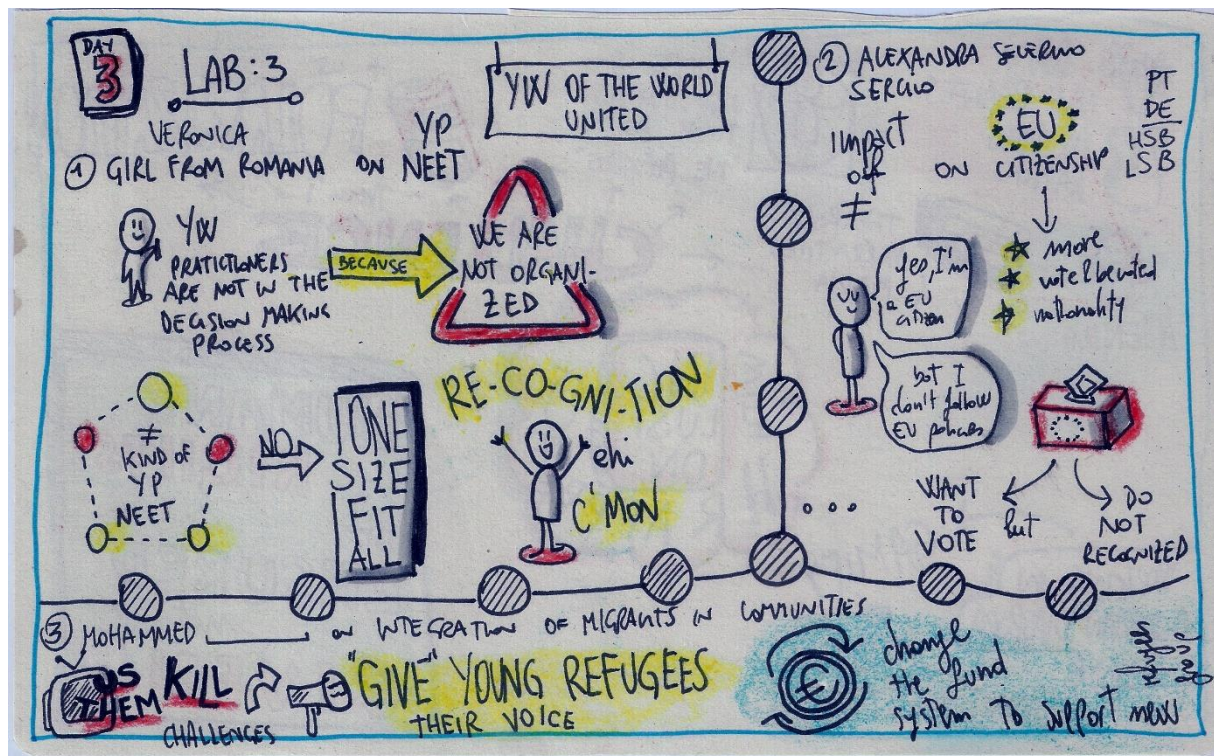 DAY
3
LAB:3
YW OF THE WORLD
UNITED
VERONICA
YP
① GIRL FROM ROMANIA ON NEET
YW
PRATICTIONERS
ARE NOT IN THE
DECISION MAKING
PROCESS
BECAUSE
WE ARE
NOT ORGANI-
ZED
≠
KIND OF
YP
NEET
NO
ONE
SIZE
FIT
ALL
RE-CO-GNI-TION
ehi
C'MON
② ALEXANDRA SEVERINO
SERGIO
PT
DE
HSB
LSB
impact
of
≠
ON
EU
CITIZENSHIP
more
vote
nationality
yes, I'm
a EU
citizen
but I
don't follow
EU policies
...
WANT
TO
VOTE
but
DO
NOT
RECOGNIZED
③ MOHAMMED ON INTEGRATION OF MIGRANTS IN COMMUNITIES
US
THEM
KILL
CHALLENGES
"GIVE" YOUNG REFUGEES
THEIR VOICE
€
change
the fund
system to support new